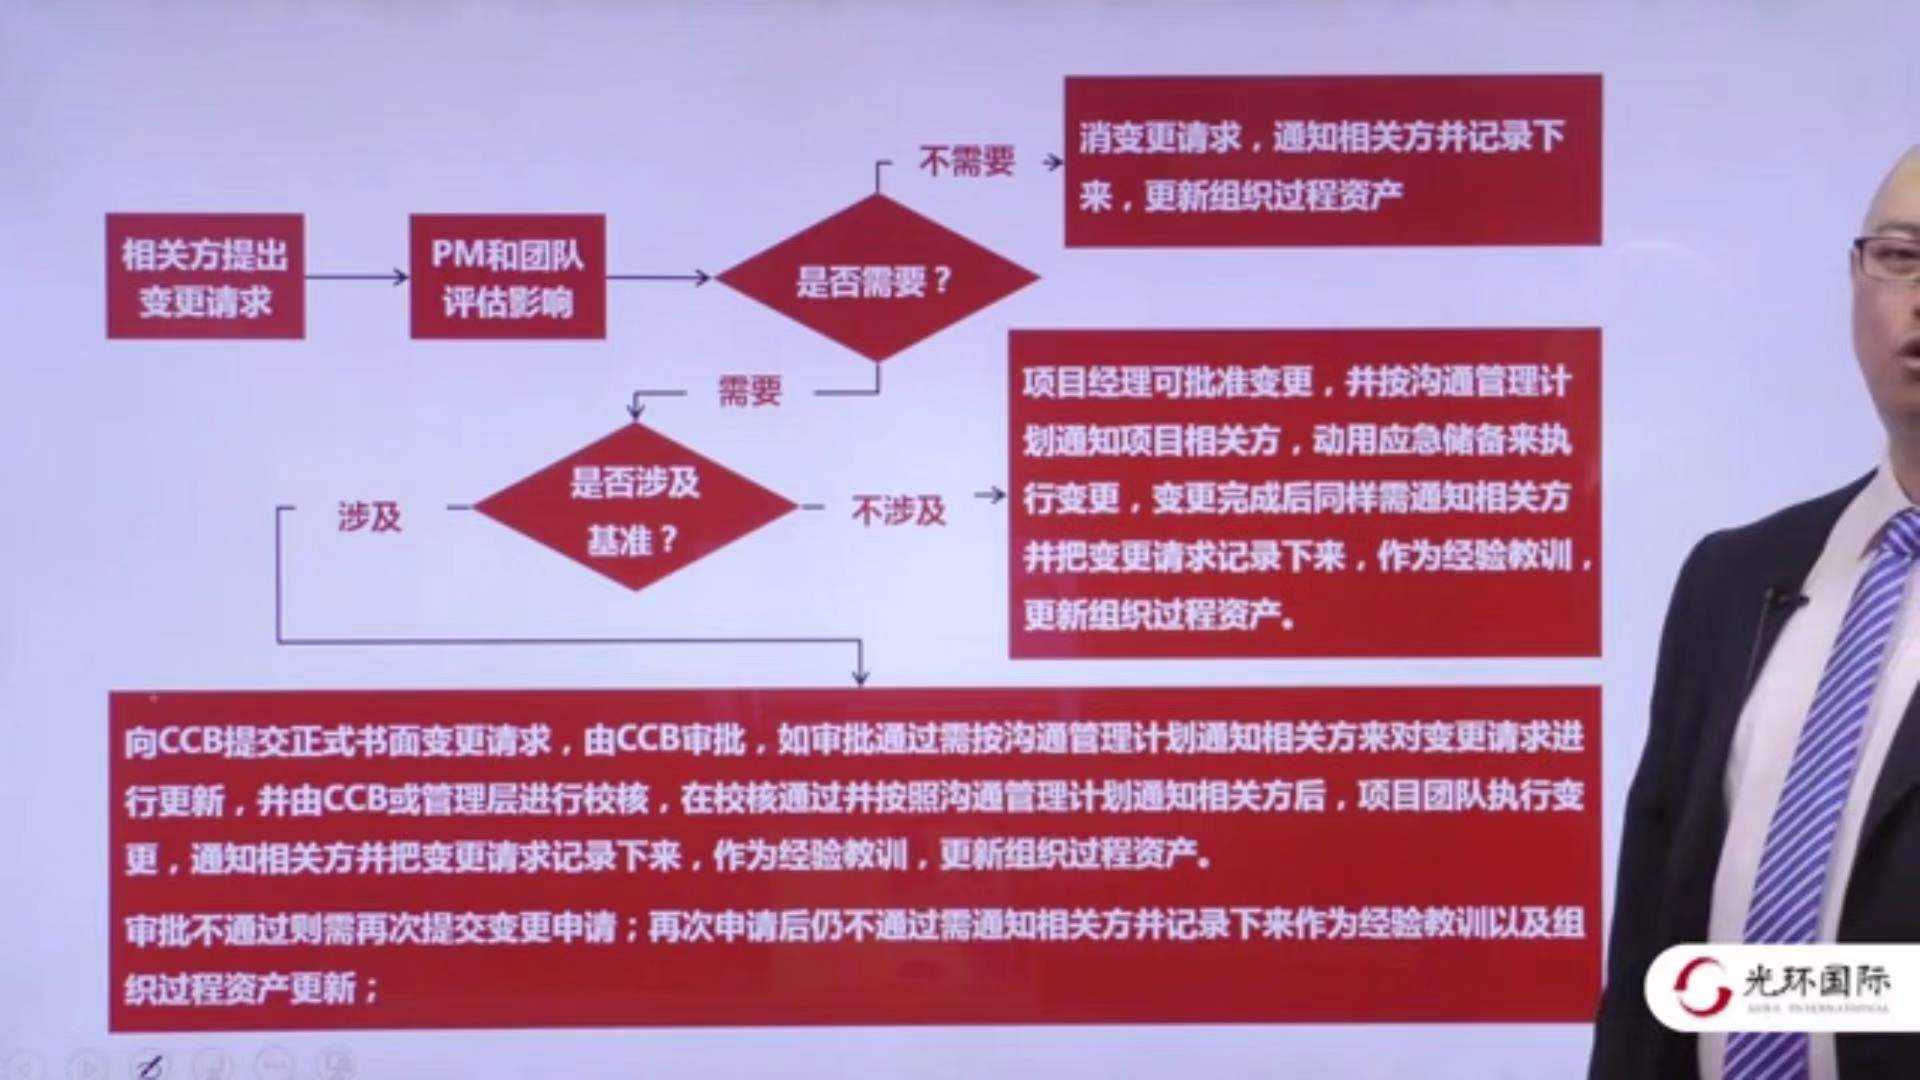 消变更请求，通知相关方并记录下
来，更新组织过程资产
不需要
相关方提出
变更请求
PM和团队
评估影响
是否需要？
需要
项目经理可批准变更，并按沟通管理计
划通知项目相关方，动用应急储备来执
行变更，变更完成后同样需通知相关方
并把变更请求记录下来，作为经验教训，
更新组织过程资产。
是否涉及
基准？
涉及
不涉及
向CCB提交正式书面变更请求，由CCB审批，如审批通过需按沟通管理计划通知相关方来对变更请求进
行更新，并由CCB或管理层进行校核，在校核通过并按照沟通管理计划通知相关方后，项目团队执行变
更，通知相关方并把变更请求记录下来，作为经验教训，更新组织过程资产。
审批不通过则需再次提交变更申请；再次申请后仍不通过需通知相关方并记录下来作为经验教训以及组
织过程资产更新；
光环国际